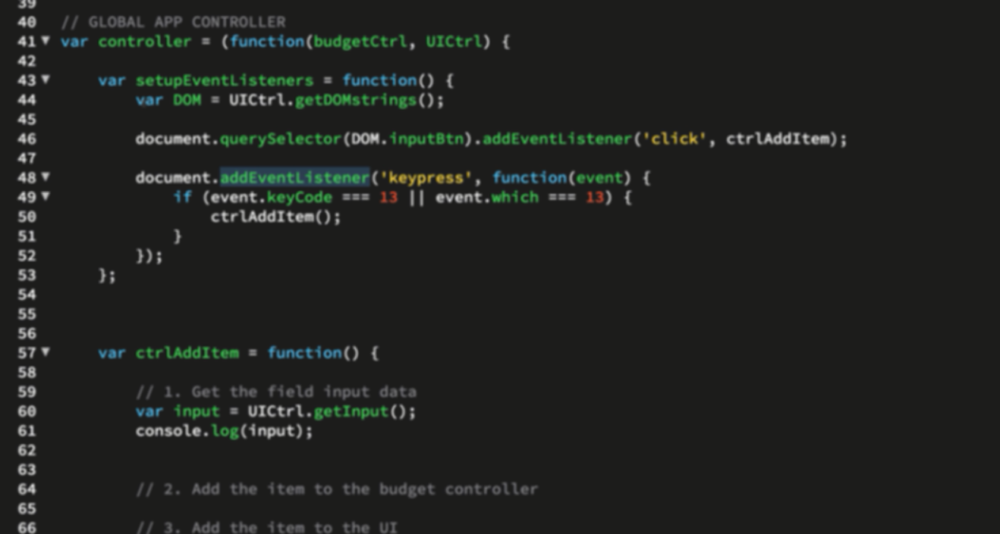 39
40 // GLOBAL APP CONTROLLER
41 ▼ var controller = (function(budgetCtrl, UICtrl) {
42
43 ▼     var setupEventListeners = function() {
44         var DOM = UICtrl.getDOMstrings();
45
46         document.querySelector(DOM.inputBtn).addEventListener('click', ctrlAddItem);
47
48 ▼         document.addEventListener('keypress', function(event) {
49 ▼             if (event.keyCode === 13 || event.which === 13) {
50                 ctrlAddItem();
51             }
52         });
53     };
54
55
56
57 ▼     var ctrlAddItem = function() {
58
59         // 1. Get the field input data
60         var input = UICtrl.getInput();
61         console.log(input);
62
63
64         // 2. Add the item to the budget controller
65
66         // 3. Add the item to the UI